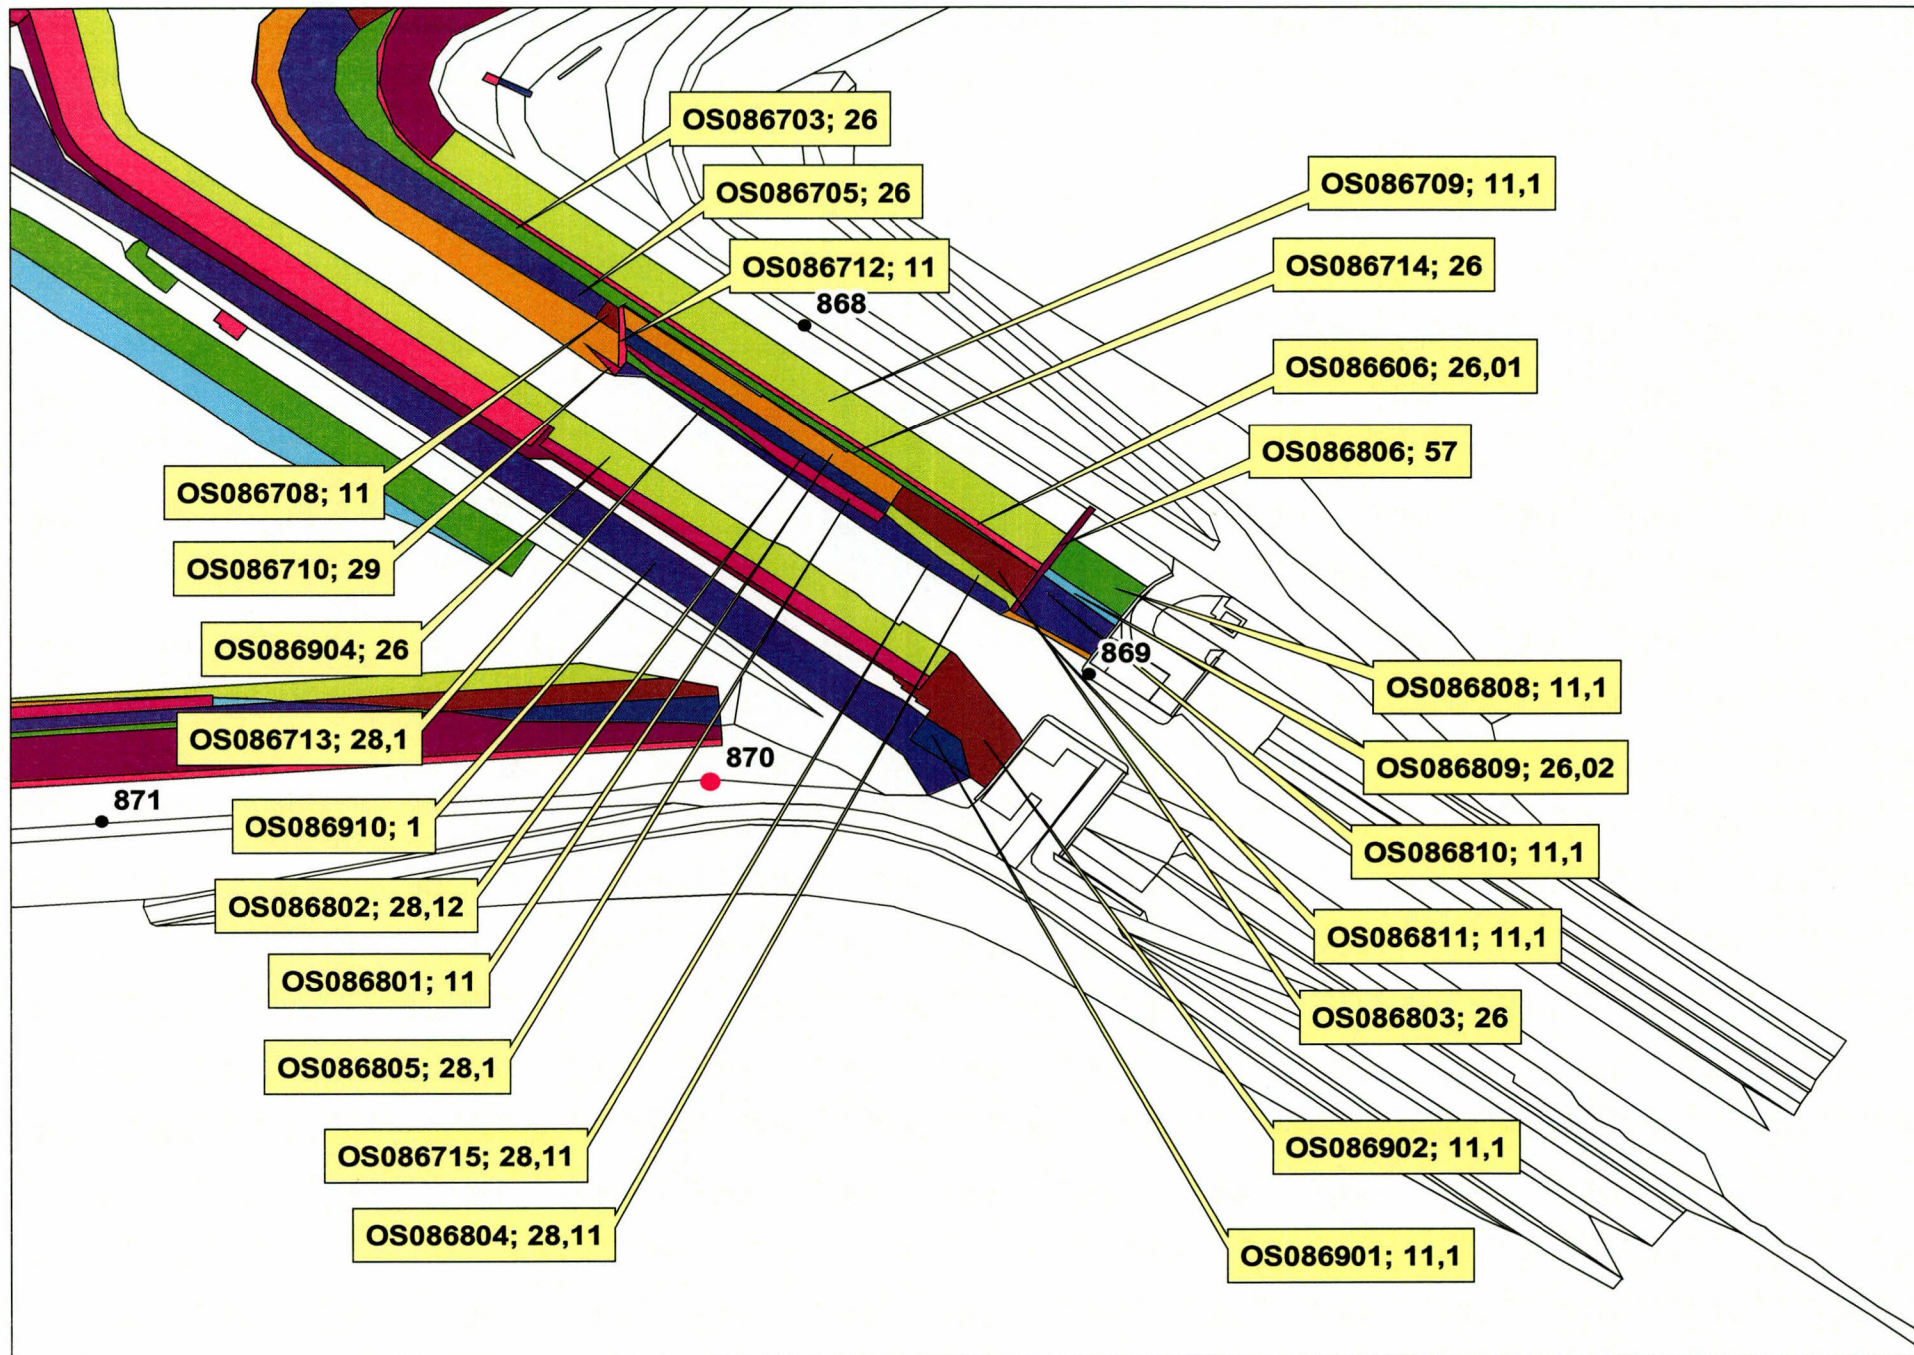 OS086703; 26
OS086705; 26
OS086712; 11
868
OS086709; 11,1
OS086714; 26
OS086606; 26,01
OS086806; 57
OS086708; 11
OS086710; 29
OS086904; 26
OS086713; 28,1
870
871
OS086910; 1
OS086802; 28,12
OS086801; 11
OS086805; 28,1
OS086715; 28,11
OS086804; 28,11
869
OS086808; 11,1
OS086809; 26,02
OS086810; 11,1
OS086811; 11,1
OS086803; 26
OS086902; 11,1
OS086901; 11,1